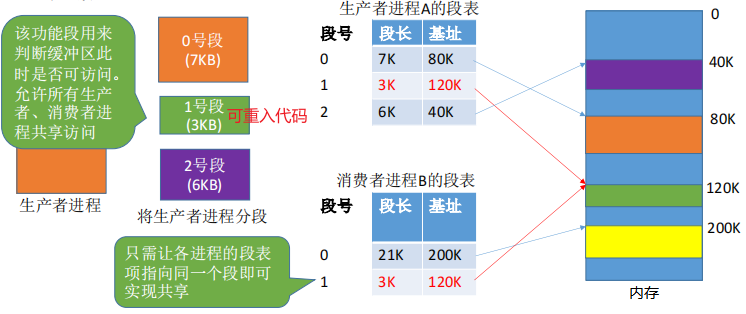 该功能段用来
判断缓冲区此
时是否可访问。
允许所有生产
者、消费者进
程共享访问
生产者进程
0号段
(7KB)
1号段
(3KB)
可重入代码
2号段
(6KB)
将生产者进程分段
只需让各进程的段表
项指向同一个段即可
实现共享
生产者进程A的段表
段号 段长 基址
0 7K 80K
1 3K 120K
2 6K 40K
消费者进程B的段表
段号 段长 基址
0 21K 200K
1 3K 120K
0
40K
80K
120K
200K
内存